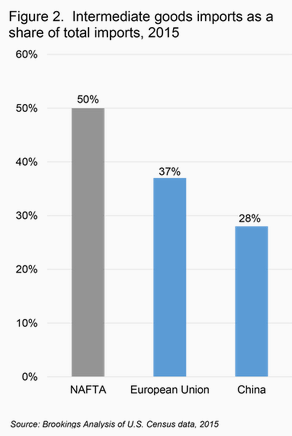 Figure 2. Intermediate goods imports as a
share of total imports, 2015
60%
50%
40%
30%
20%
10%
0%
50%
37%
28%
NAFTA European Union China
Source: Brookings Analysis of U.S. Census data, 2015